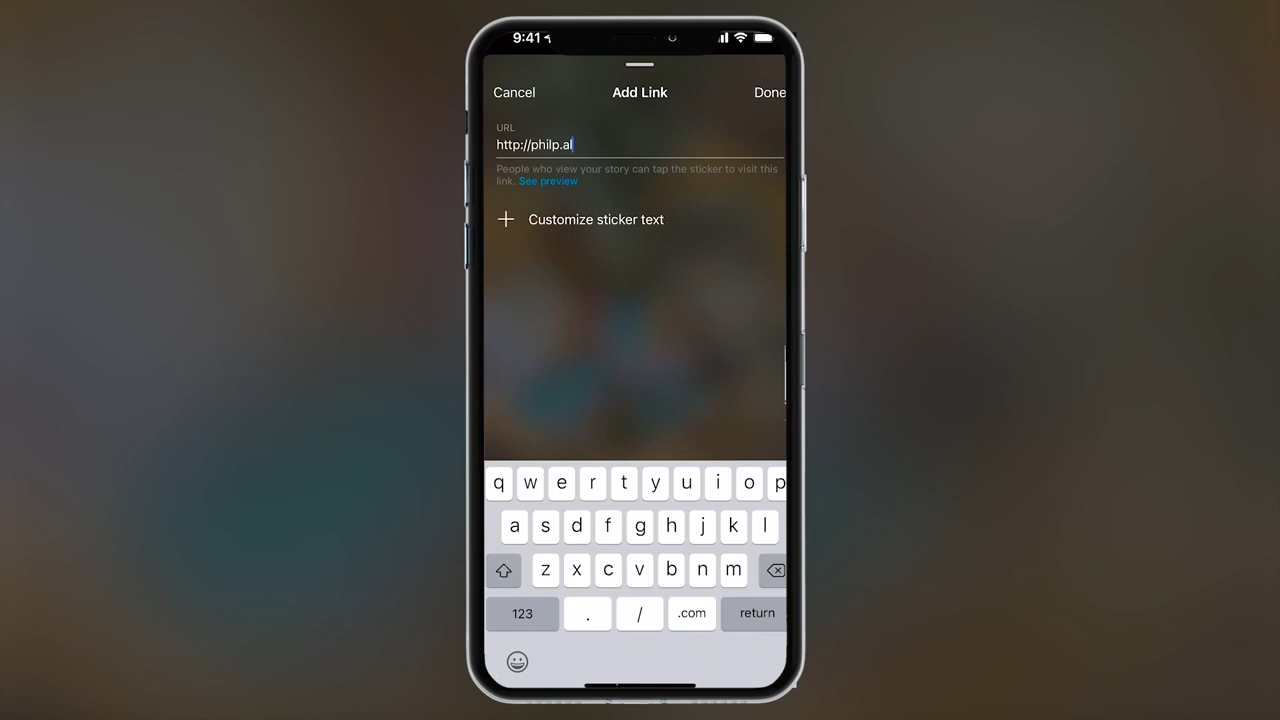 9:41
Cancel Add Link Done
URL
http://philp.al
People who view your story can tap the sticker to visit this
link. See preview
Customize sticker text
q w e r t y u i o p
a s d f g h j k l
z x c v b n m
123 . / .com return